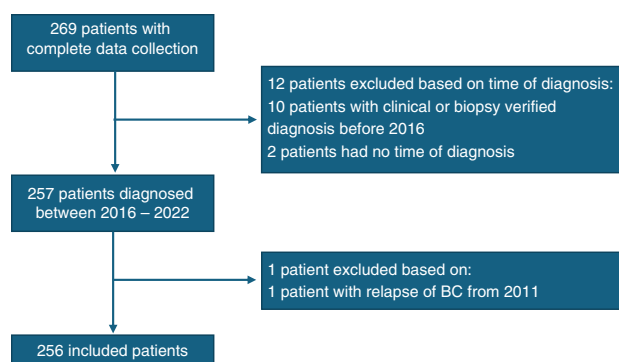 269 patients with
complete data collection
12 patients excluded based on time of diagnosis:
10 patients with clinical or biopsy verified
diagnosis before 2016
2 patients had no time of diagnosis
257 patients diagnosed
between 2016 – 2022
1 patient excluded based on:
1 patient with relapse of BC from 2011
256 included patients